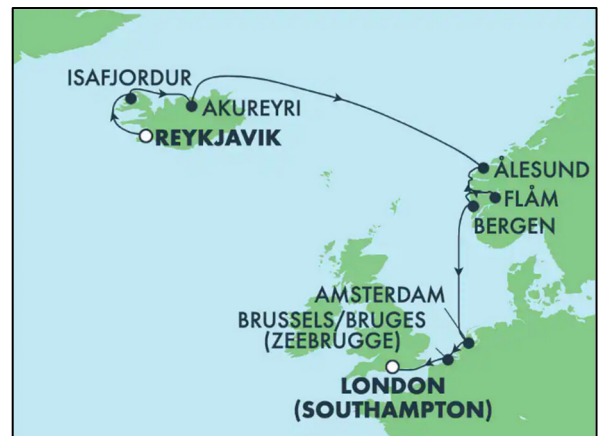 ISAFJORDUR
AKUREYRI
REYKJAVIK
ÅLESUND
FLÅM
BERGEN
AMSTERDAM
BRUSSELS/BRUGES
(ZEEBRUGGE)
LONDON
(SOUTHAMPTON)